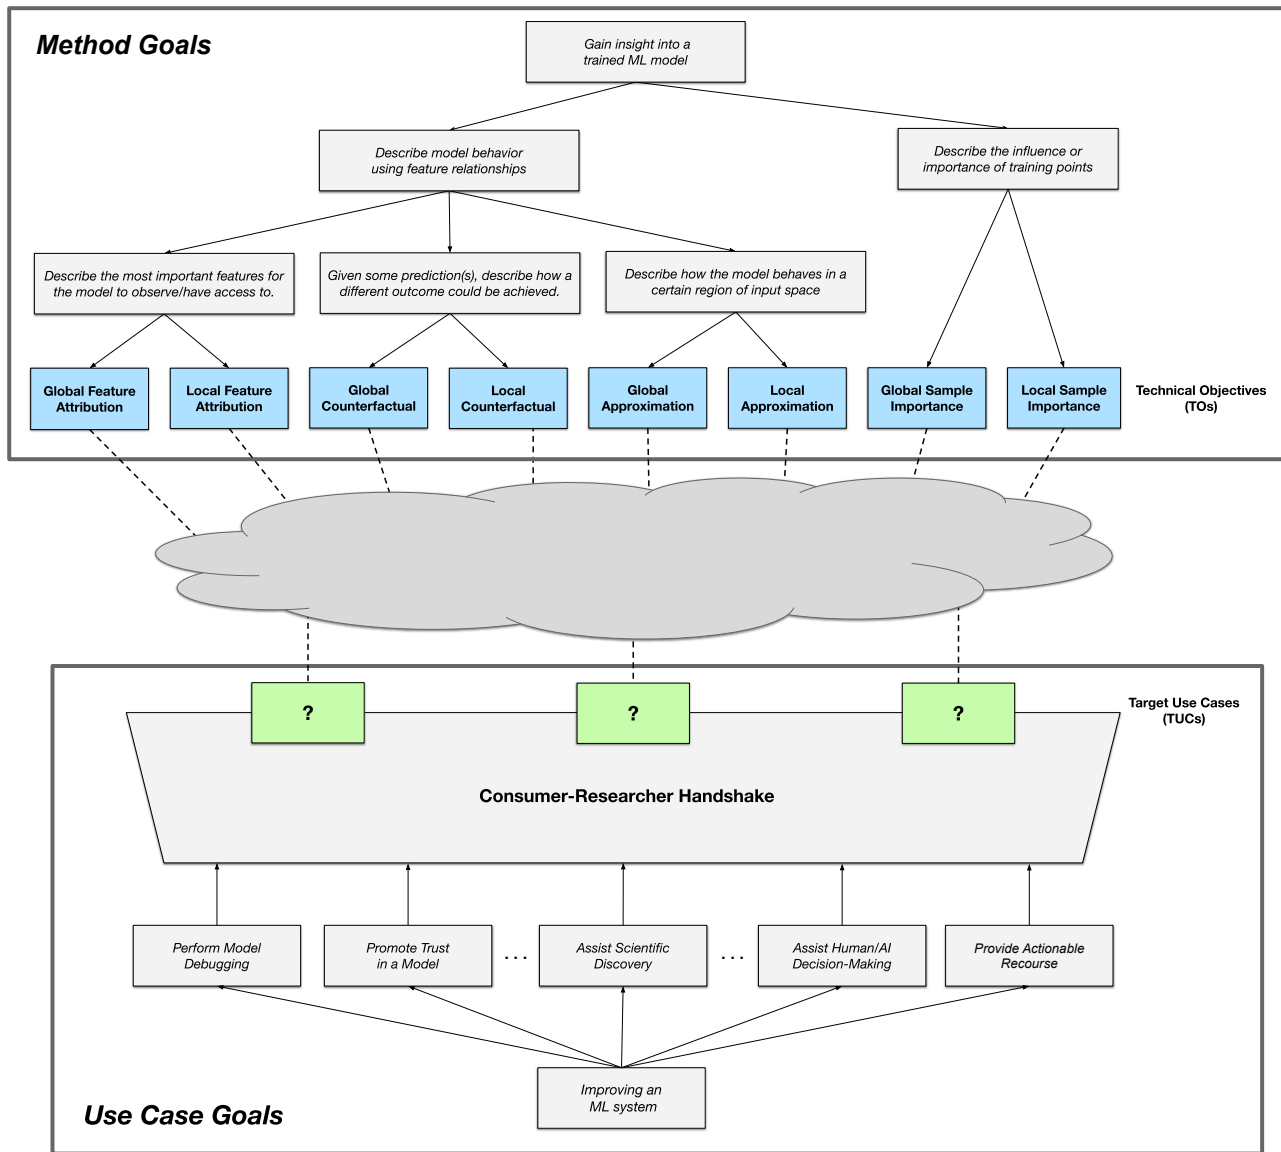 Method Goals
Gain insight into a
trained ML model
Describe model behavior
using feature relationships
Describe the influence or
importance of training points
Describe the most important features for
the model to observe/have access to.
Given some prediction(s), describe how a
different outcome could be achieved.
Describe how the model behaves in a
certain region of input space
Global Feature
Attribution
Local Feature
Attribution
Global
Counterfactual
Local
Counterfactual
Global
Approximation
Local
Approximation
Global Sample
Importance
Local Sample
Importance
Technical Objectives
(TOs)
?
?
?
Target Use Cases
(TUCs)
Consumer-Researcher Handshake
Perform Model
Debugging
Promote Trust
in a Model
...
Assist Scientific
Discovery
...
Assist Human/AI
Decision-Making
Provide Actionable
Recourse
Improving an
ML system
Use Case Goals